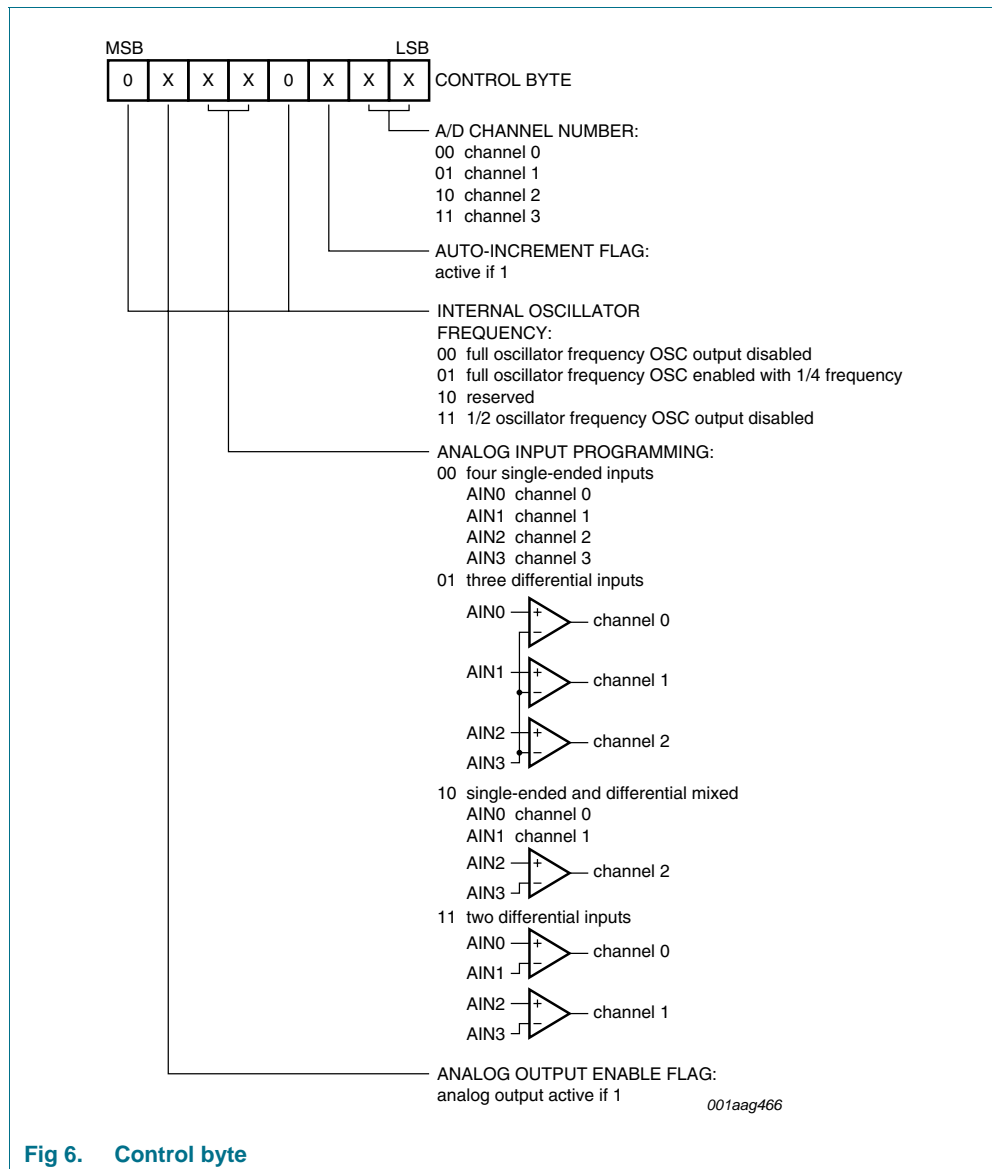 MSB LSB
0 X X X 0 X X X CONTROL BYTE
A/D CHANNEL NUMBER:
00 channel 0
01 channel 1
10 channel 2
11 channel 3
AUTO-INCREMENT FLAG:
active if 1
INTERNAL OSCILLATOR
FREQUENCY:
00 full oscillator frequency OSC output disabled
01 full oscillator frequency OSC enabled with 1/4 frequency
10 reserved
11 1/2 oscillator frequency OSC output disabled
ANALOG INPUT PROGRAMMING:
00 four single-ended inputs
AIN0 channel 0
AIN1 channel 1
AIN2 channel 2
AIN3 channel 3
01 three differential inputs
AIN0 + − channel 0
AIN1 + − channel 1
AIN2 + − channel 2
AIN3
10 single-ended and differential mixed
AIN0 channel 0
AIN1 channel 1
AIN2 + − channel 2
AIN3
11 two differential inputs
AIN0 + − channel 0
AIN1
AIN2 + − channel 1
AIN3
ANALOG OUTPUT ENABLE FLAG:
analog output active if 1
001aag466
Fig 6. Control byte